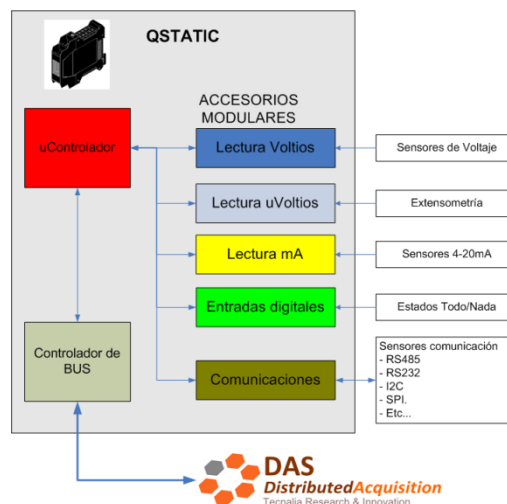 QSTATIC
ACCESORIOS
MODULARES
uControlador
Lectura Voltios
Sensores de Voltaje
Lectura uVoltios
Extensometría
Lectura mA
Sensores 4-20mA
Entradas digitales
Estados Todo/Nada
Controlador de
BUS
Comunicaciones
Sensores comunicación
- RS485
- RS232
- I2C
- SPI.
- Etc...
DAS
DistributedAcquisition
Tecnalia Research & Innovation